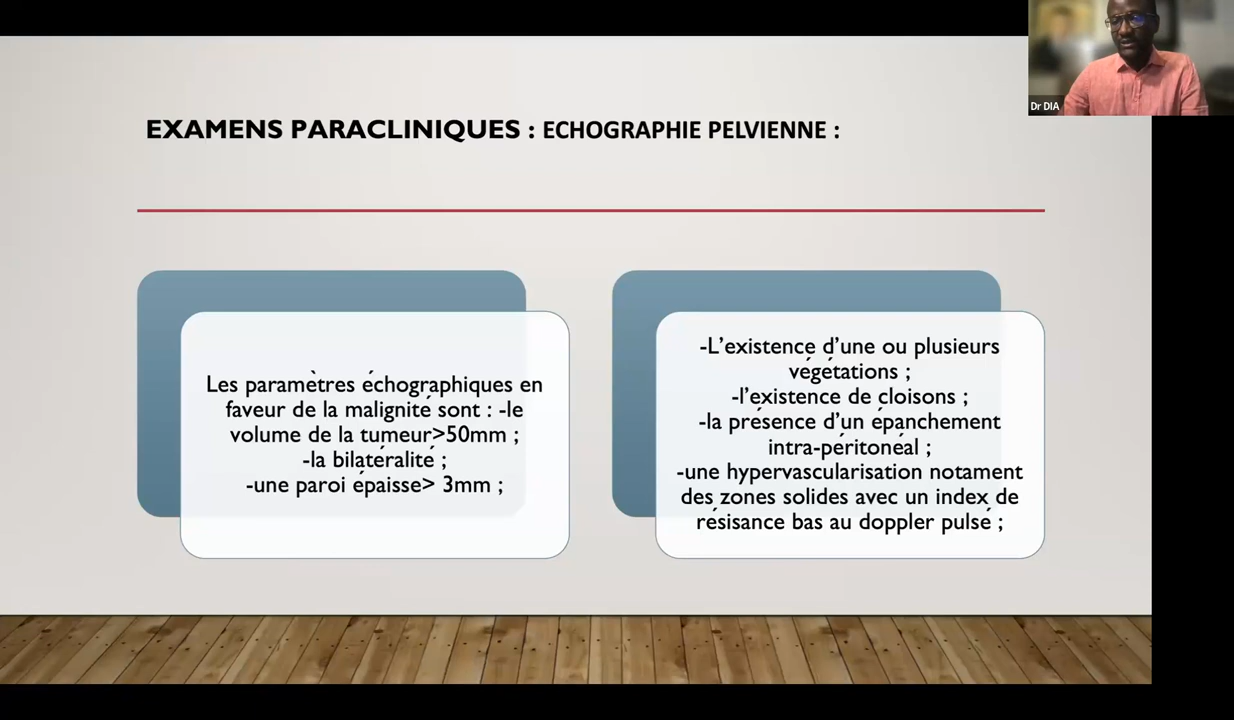 Dr DIA
EXAMENS PARACLINIQUES : ECHOGRAPHIE PELVIENNE :
Les paramètres échographiques en
faveur de la malignité sont : -le
volume de la tumeur>50mm ;
-la bilatéralité ;
-une paroi épaisse> 3mm ;
-L’existence d’une ou plusieurs
végétations ;
-l’existence de cloisons ;
-la présence d’un épanchement
intra-péritonéal ;
-une hypervascularisation notament
des zones solides avec un index de
résisance bas au doppler pulsé ;